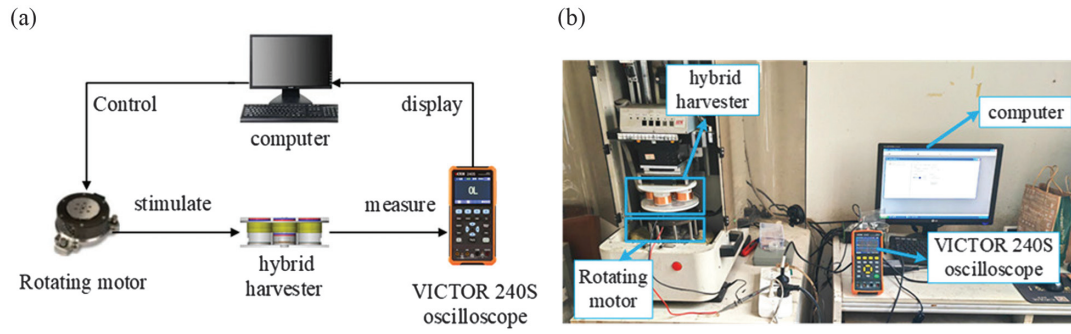 (a)
Control
computer
display
stimulate
measure
Rotating motor
hybrid
harvester
VICTOR 240S
oscilloscope
OL
(b)
hybrid
harvester
computer
VICTOR 240S
oscilloscope
Rotating
motor